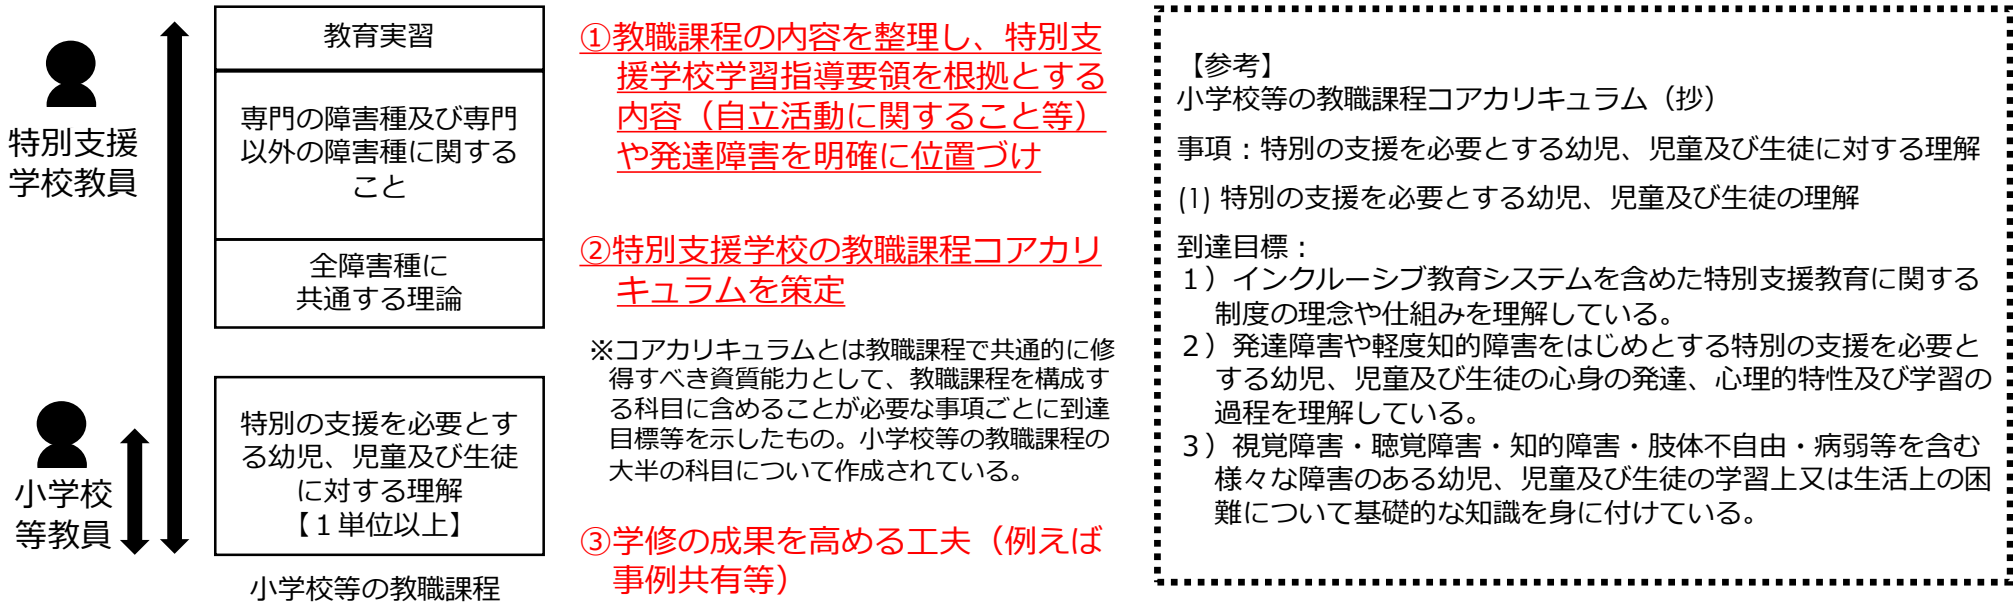 特別支援
学校教員
小学校
等教員
教育実習
専門の障害種及び専門
以外の障害種に関する
こと
全障害種に
共通する理論
特別の支援を必要とす
る幼児、児童及び生徒
に対する理解
【１単位以上】
小学校等の教職課程
①教職課程の内容を整理し、特別支
援学校学習指導要領を根拠とする
内容（自立活動に関すること等）
や発達障害を明確に位置づけ
②特別支援学校の教職課程コアカリ
キュラムを策定
※コアカリキュラムとは教職課程で共通的に修
得すべき資質能力として、教職課程を構成す
る科目に含めることが必要な事項ごとに到達
目標等を示したもの。小学校等の教職課程の
大半の科目について作成されている。
③学修の成果を高める工夫（例えば
事例共有等）
【参考】
小学校等の教職課程コアカリキュラム（抄）
事項：特別の支援を必要とする幼児、児童及び生徒に対する理解
(1) 特別の支援を必要とする幼児、児童及び生徒の理解
到達目標：
１）インクルーシブ教育システムを含めた特別支援教育に関する
制度の理念や仕組みを理解している。
２）発達障害や軽度知的障害をはじめとする特別の支援を必要と
する幼児、児童及び生徒の心身の発達、心理的特性及び学習の
過程を理解している。
３）視覚障害・聴覚障害・知的障害・肢体不自由・病弱等を含む
様々な障害のある幼児、児童及び生徒の学習上又は生活上の困
難について基礎的な知識を身に付けている。